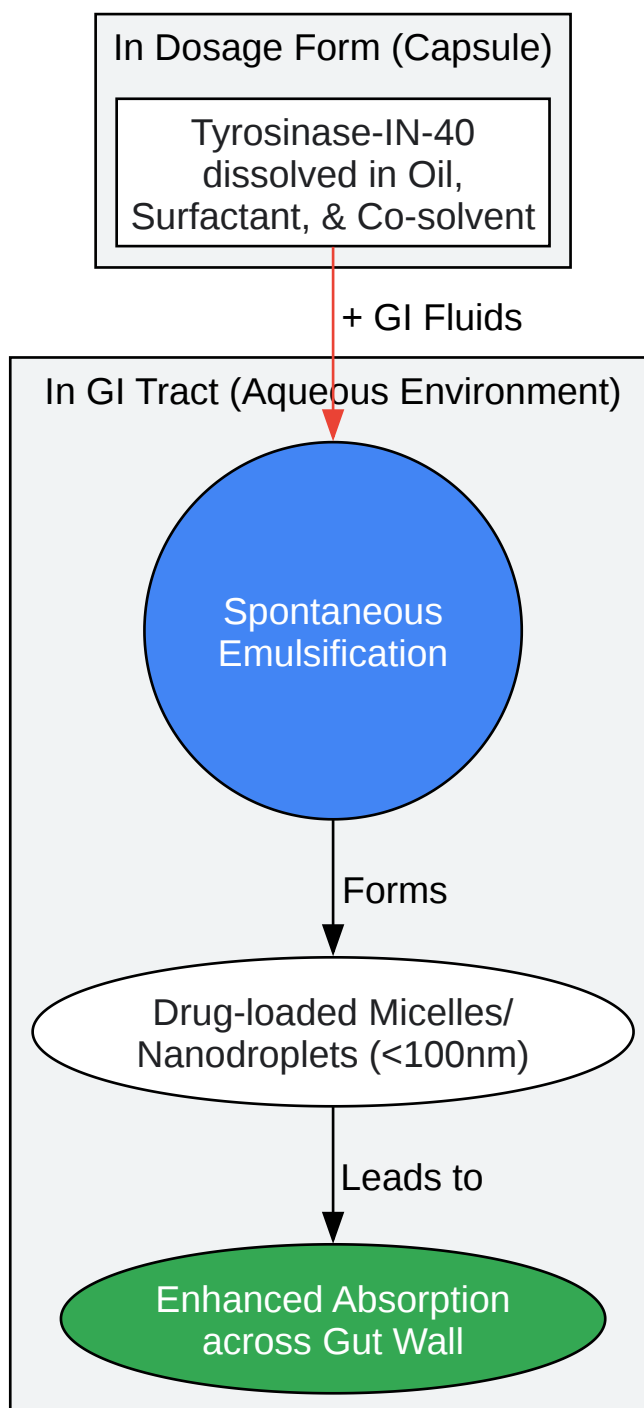 In Dosage Form (Capsule)
Tyrosinase-IN-40
dissolved in Oil,
Surfactant, & Co-solvent
+ GI Fluids
In GI Tract (Aqueous Environment)
Spontaneous
Emulsification
Forms
Drug-loaded Micelles/
Nanodroplets (<100nm)
Leads to
Enhanced Absorption
across Gut Wall